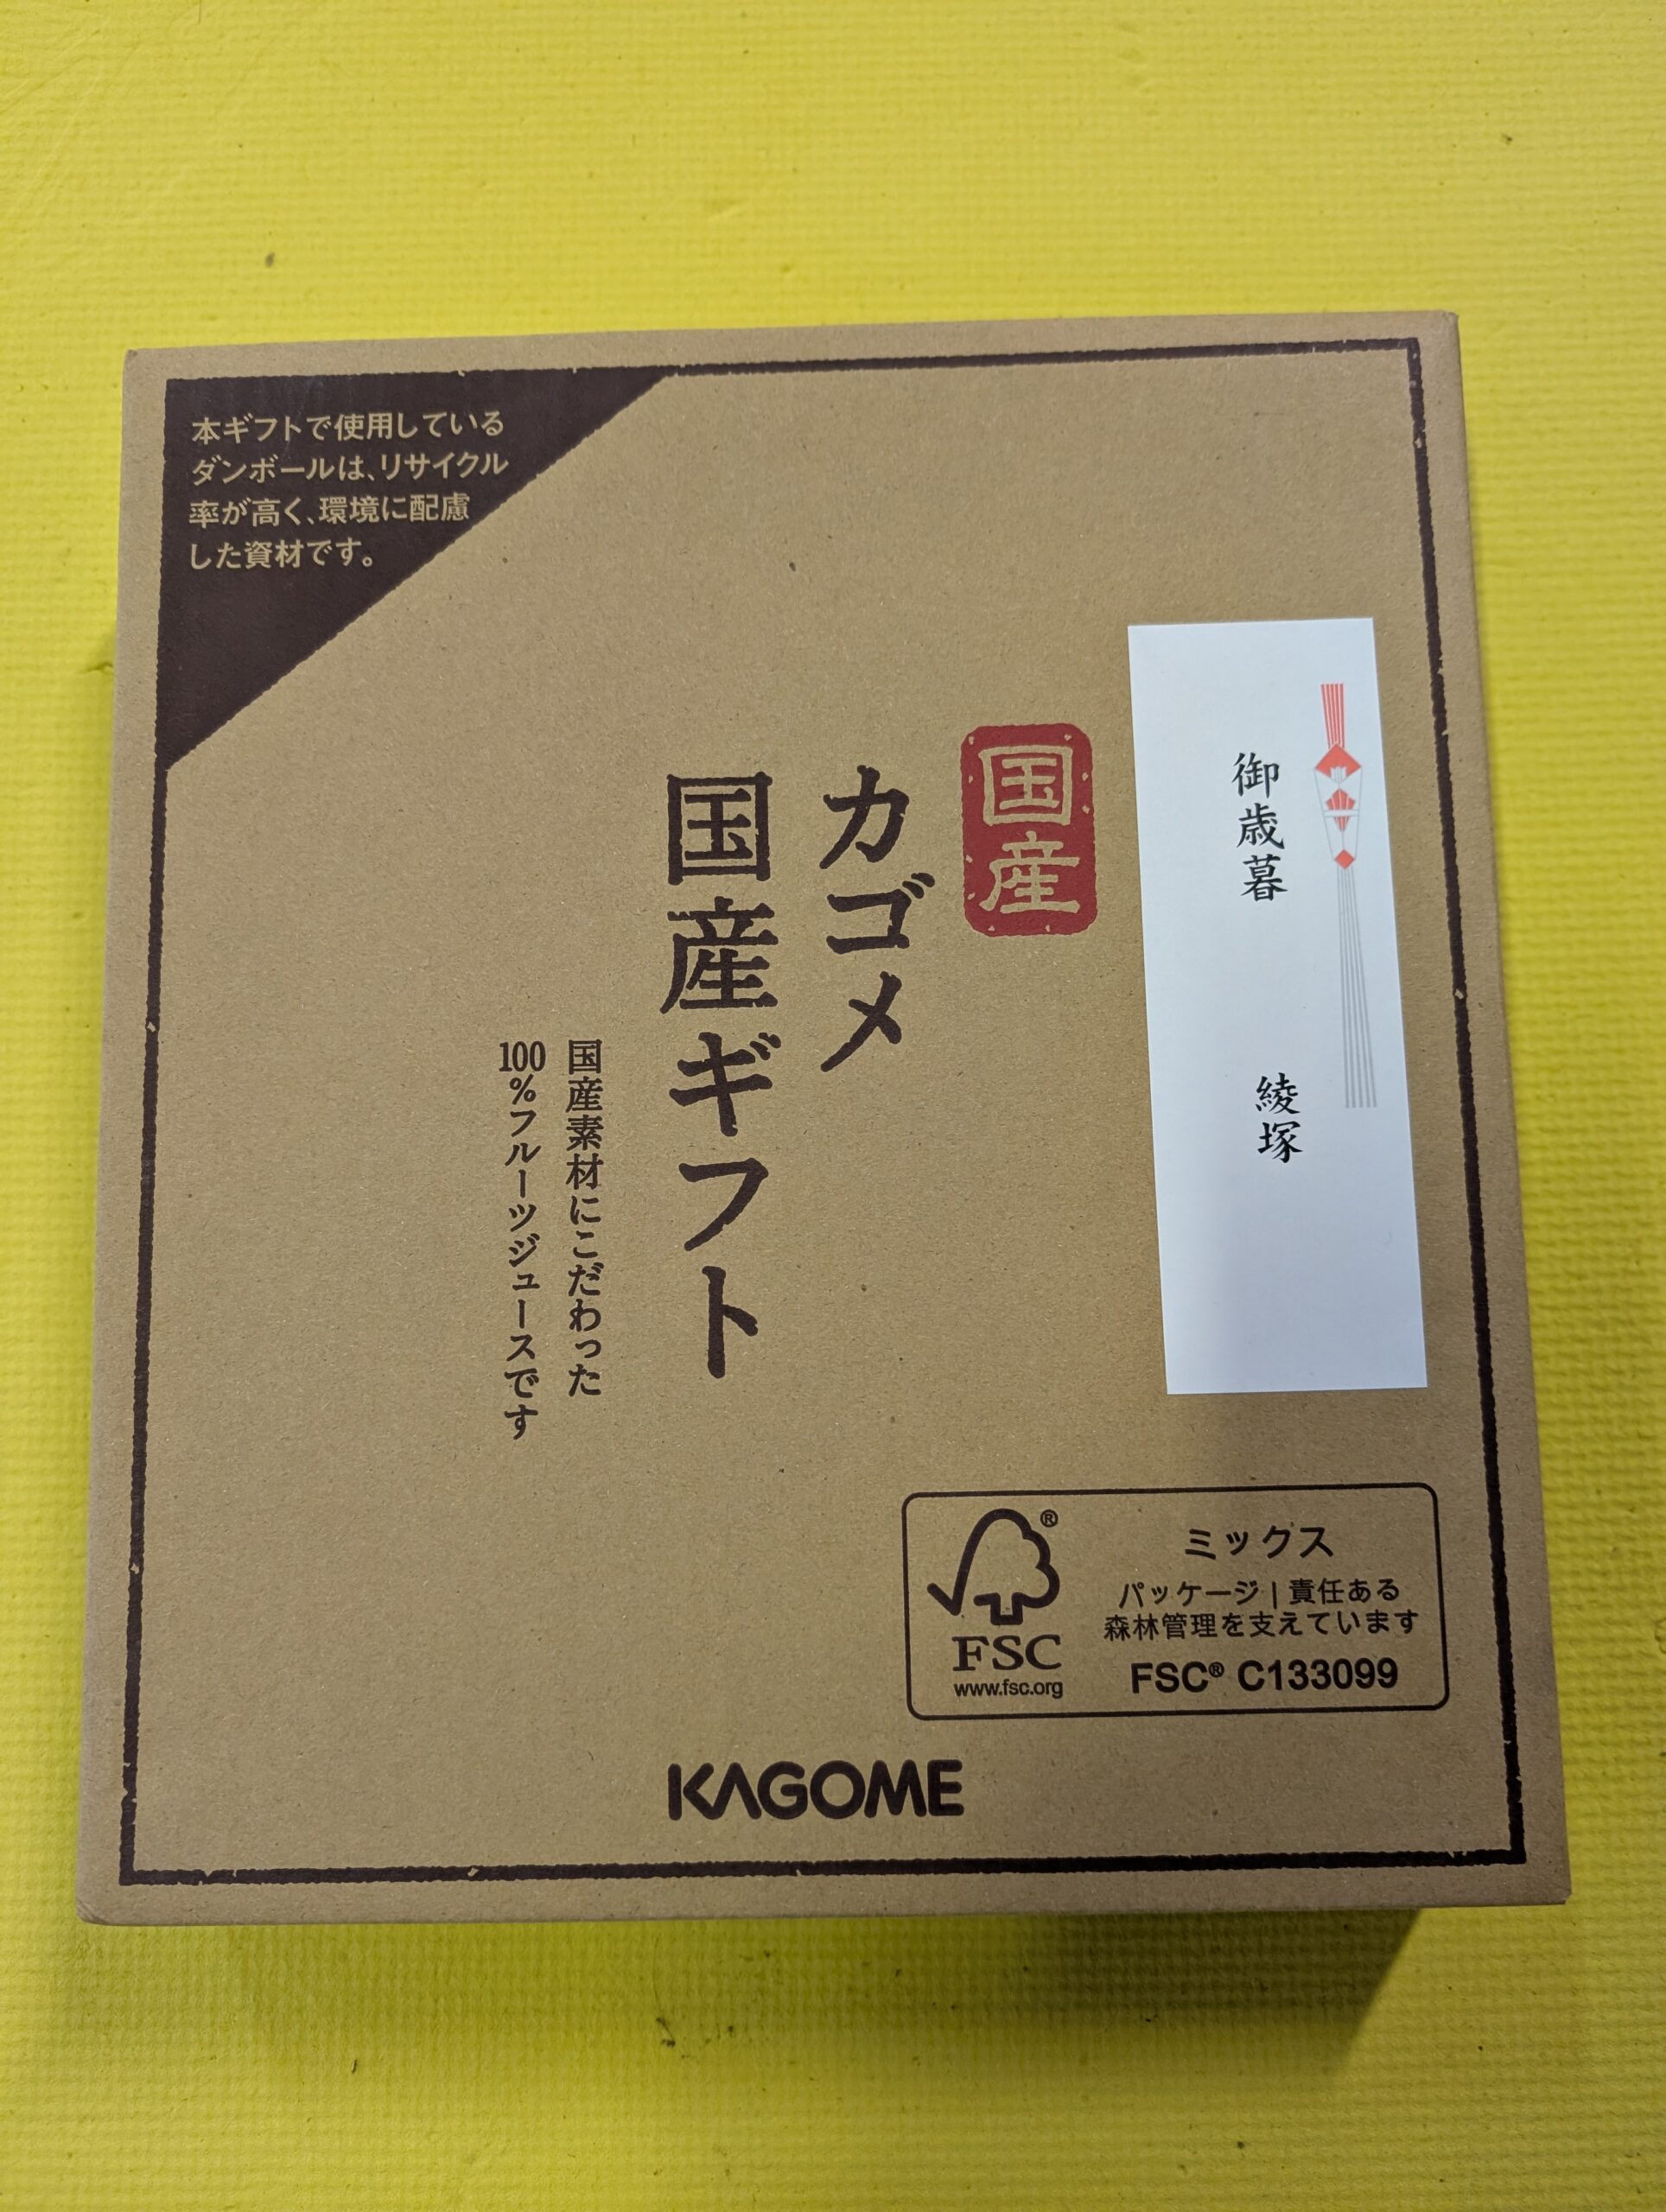 本ギフトで使用している
ダンボールは、リサイクル
率が高く、環境に配慮
した資材です。
御歳暮
綾塚
国産
カゴメ
国産ギフト
国産素材にこだわった
100%フルーツジュースです
FSC®
www.fsc.org
ミックス
パッケージ | 責任ある
森林管理を支えています
FSC® C133099
KAGOME